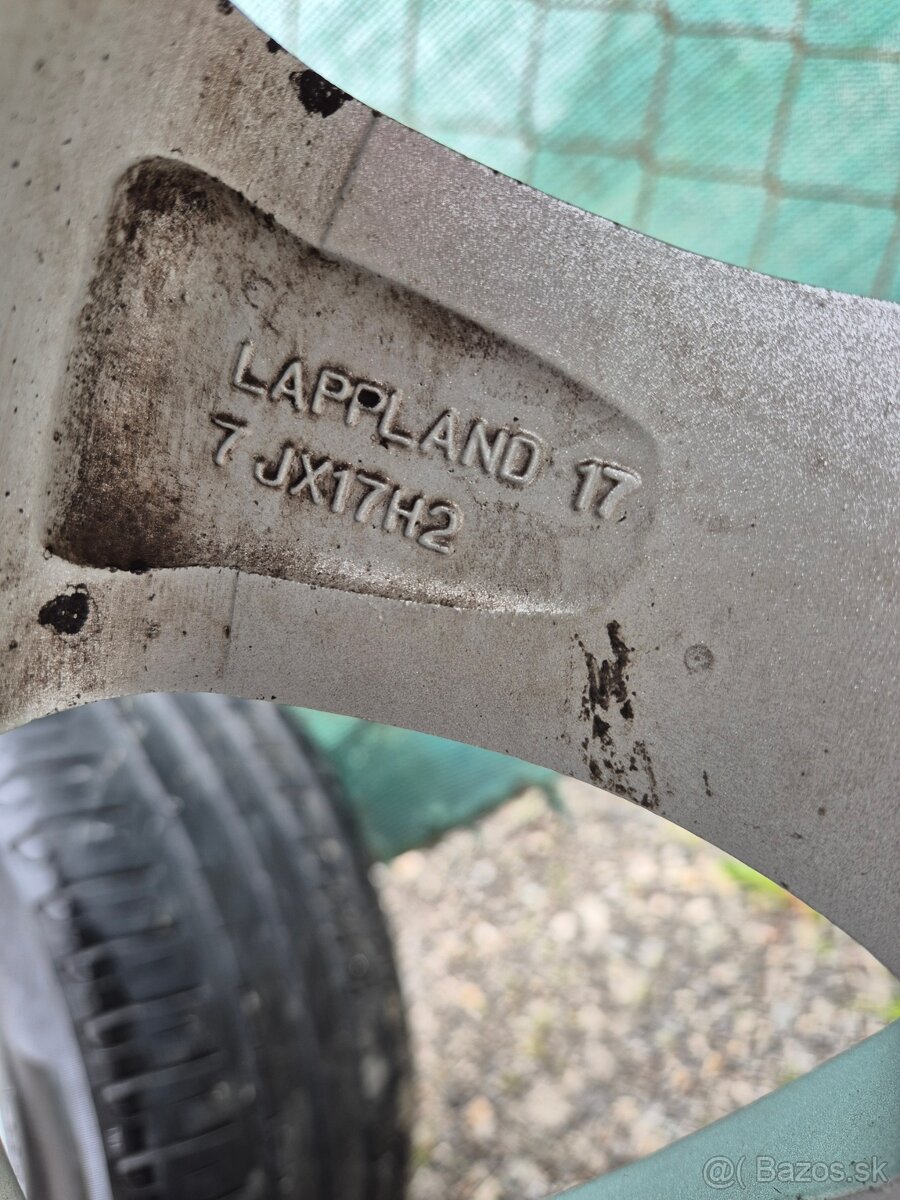 LAPPLAND 17
7 JX17H2
@( Bazos.sk